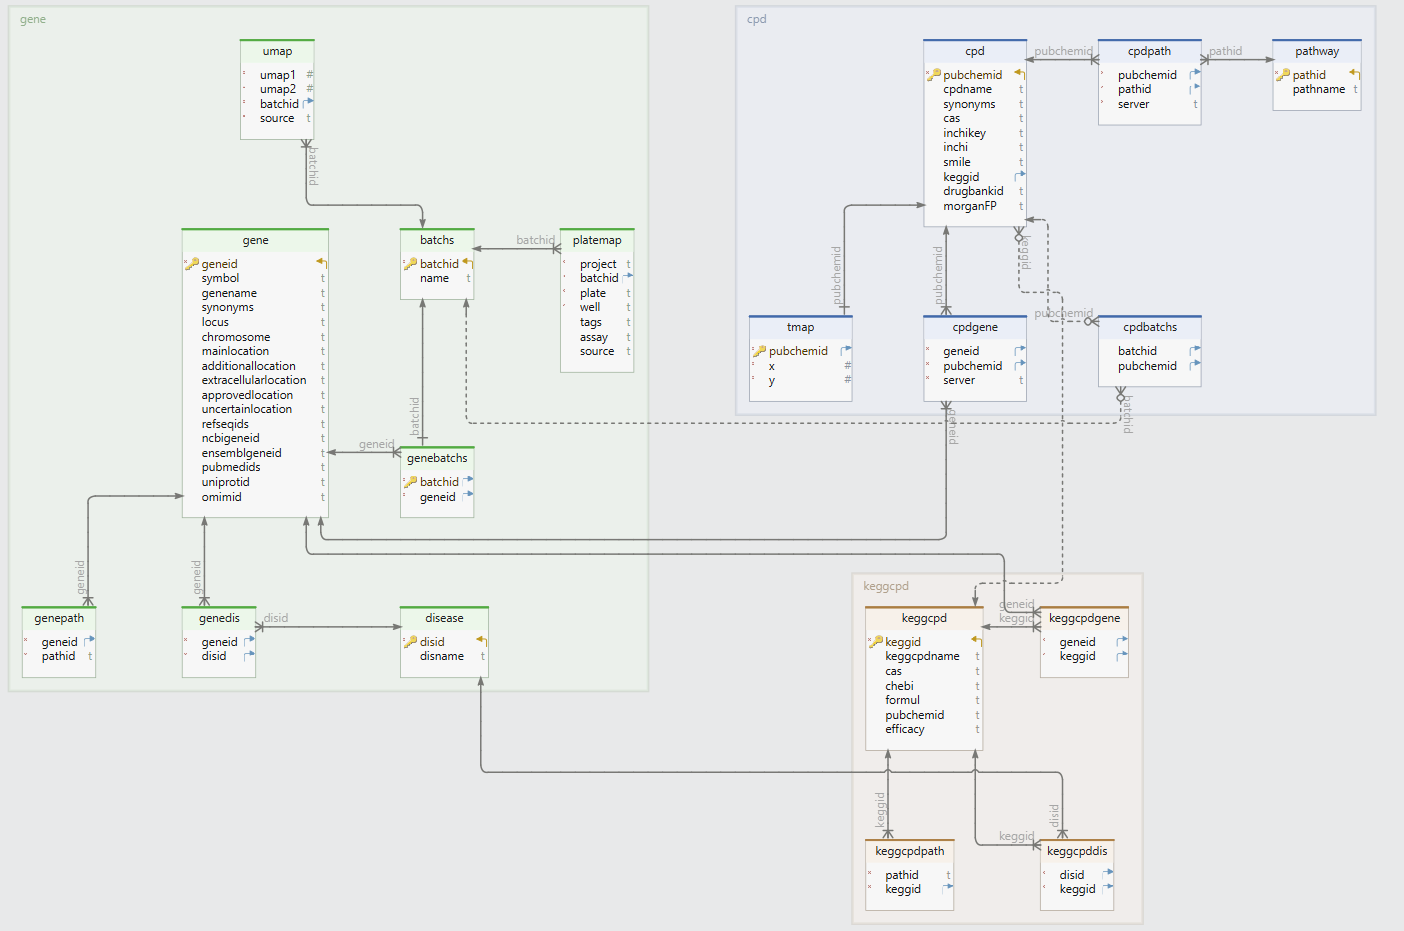 gene
umap
umap1 #
umap2 #
batchid
source t
batchid
gene
geneid
symbol t
genename t
synonyms t
locus t
chromosome t
mainlocation t
additionallocation t
extracellularlocation t
approvedlocation t
uncertainlocation t
refseqids t
ncbigeneid t
ensemblgeneid t
pubmedids t
uniprotid t
omimid t
batchs
batchid
name t
batchid
platemap
project t
batchid
plate t
well t
tags t
assay t
source t
batchid
geneid
genebatchs
batchid
geneid
geneid
genepath
geneid
pathid t
geneid
genedis
geneid
disid
disid
disease
disid
disname t
cpd
cpd
pubchemid
cpdname t
synonyms t
cas t
inchikey t
inchi t
smile t
keggid
drugbankid t
morganFP t
pubchemid
cpdpath
pubchemid
pathid
server t
pathid
pathway
pathid
pathname t
pubchemid
tmap
pubchemid
x #
y #
pubchemid
cpdgene
geneid
pubchemid
server t
geneid
keggid
pubchemid
cpdbatchs
batchid
pubchemid
batchid
keggcpd
keggcpd
keggid
keggcpdname t
cas t
chebi t
formul t
pubchemid t
efficacy t
geneid
keggid
keggcpdgene
geneid
keggid
keggid
keggcpdpath
pathid t
keggid
disid
keggid
keggcpddis
disid
keggid